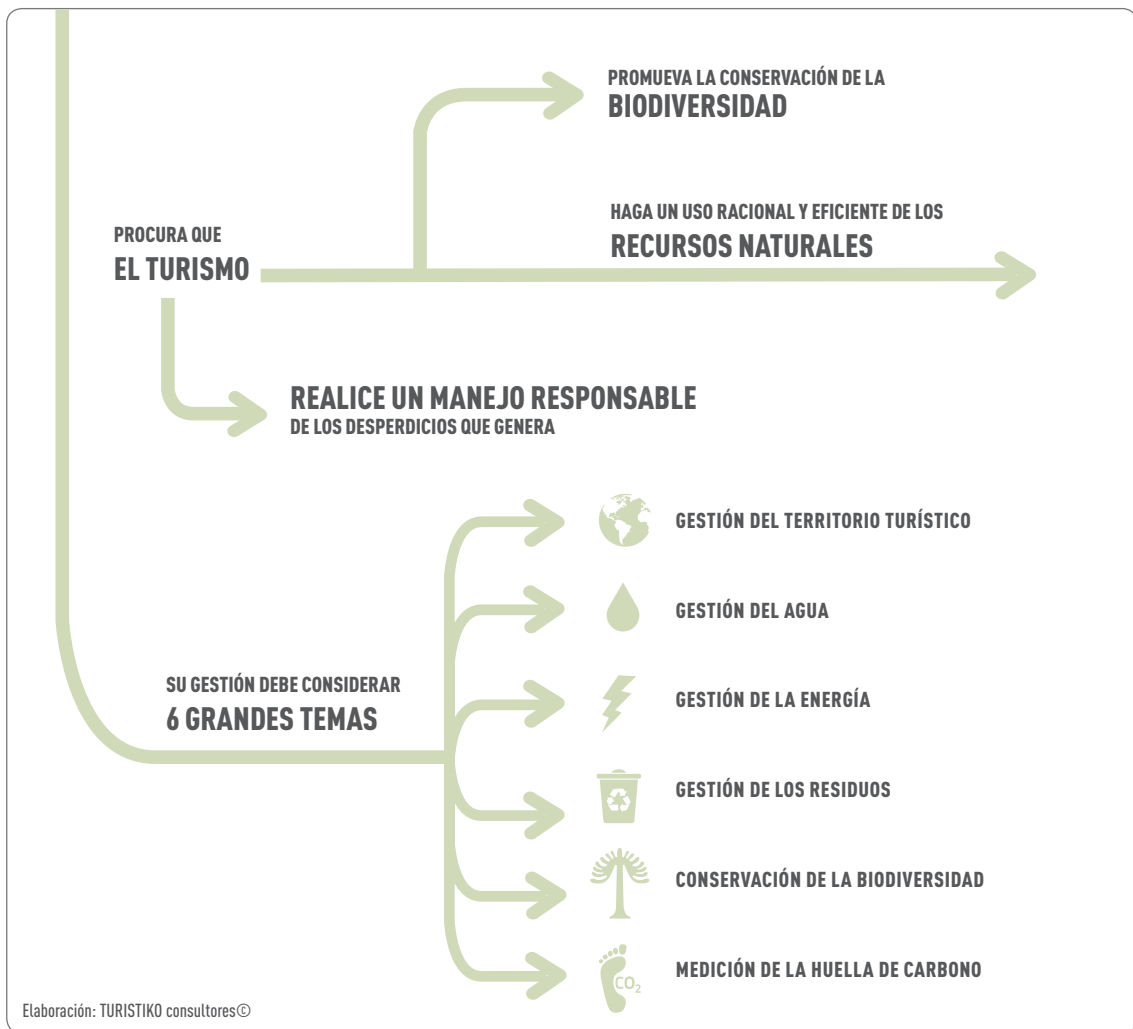 PROMUEVA LA CONSERVACIÓN DE LA
BIODIVERSIDAD
HAGA UN USO RACIONAL Y EFICIENTE DE LOS
RECURSOS NATURALES
PROCURA QUE
EL TURISMO
REALICE UN MANEJO RESPONSABLE
DE LOS DESPERDICIOS QUE GENERA
SU GESTIÓN DEBE CONSIDERAR
6 GRANDES TEMAS
GESTIÓN DEL TERRITORIO TURÍSTICO
GESTIÓN DEL AGUA
GESTIÓN DE LA ENERGÍA
GESTIÓN DE LOS RESIDUOS
CONSERVACIÓN DE LA BIODIVERSIDAD
MEDICIÓN DE LA HUELLA DE CARBONO
CO₂
Elaboración: TURISTIKO consultores©